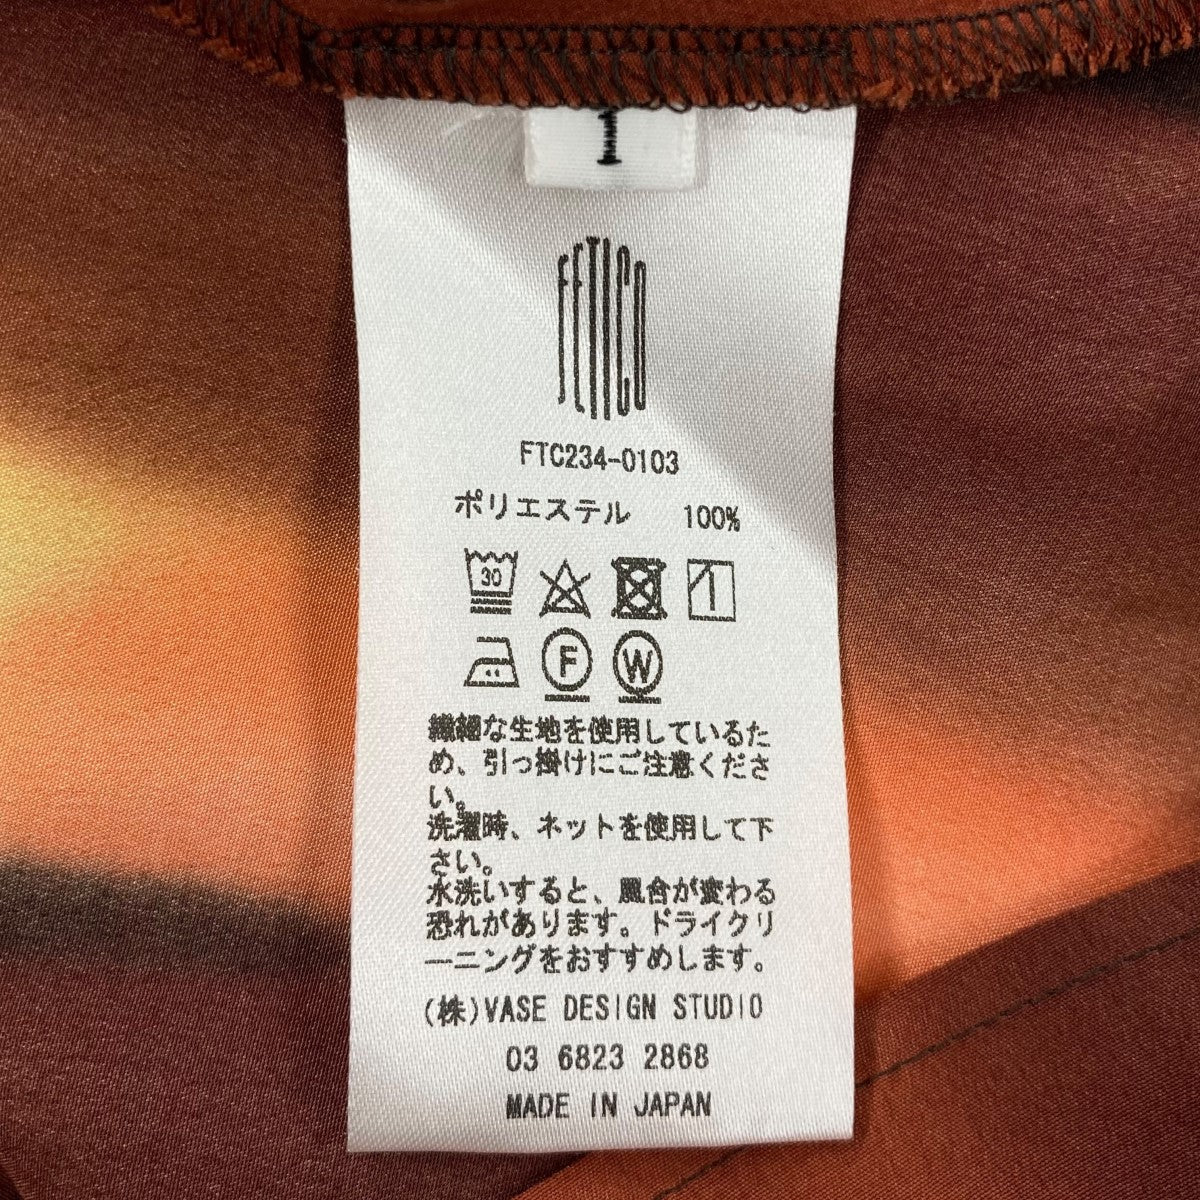 1
FETICO
FTC234-0103
ポリエステル 100%
30
F W
繊細な生地を使用しているた
め、引っ掛けにご注意くださ
い。
洗濯時、ネットを使用して下
さい。
水洗いすると、風合が変わる
恐れがあります。ドライクリ
ーニングをおすすめします。
(株)VASE DESIGN STUDIO
03 6823 2868
MADE IN JAPAN